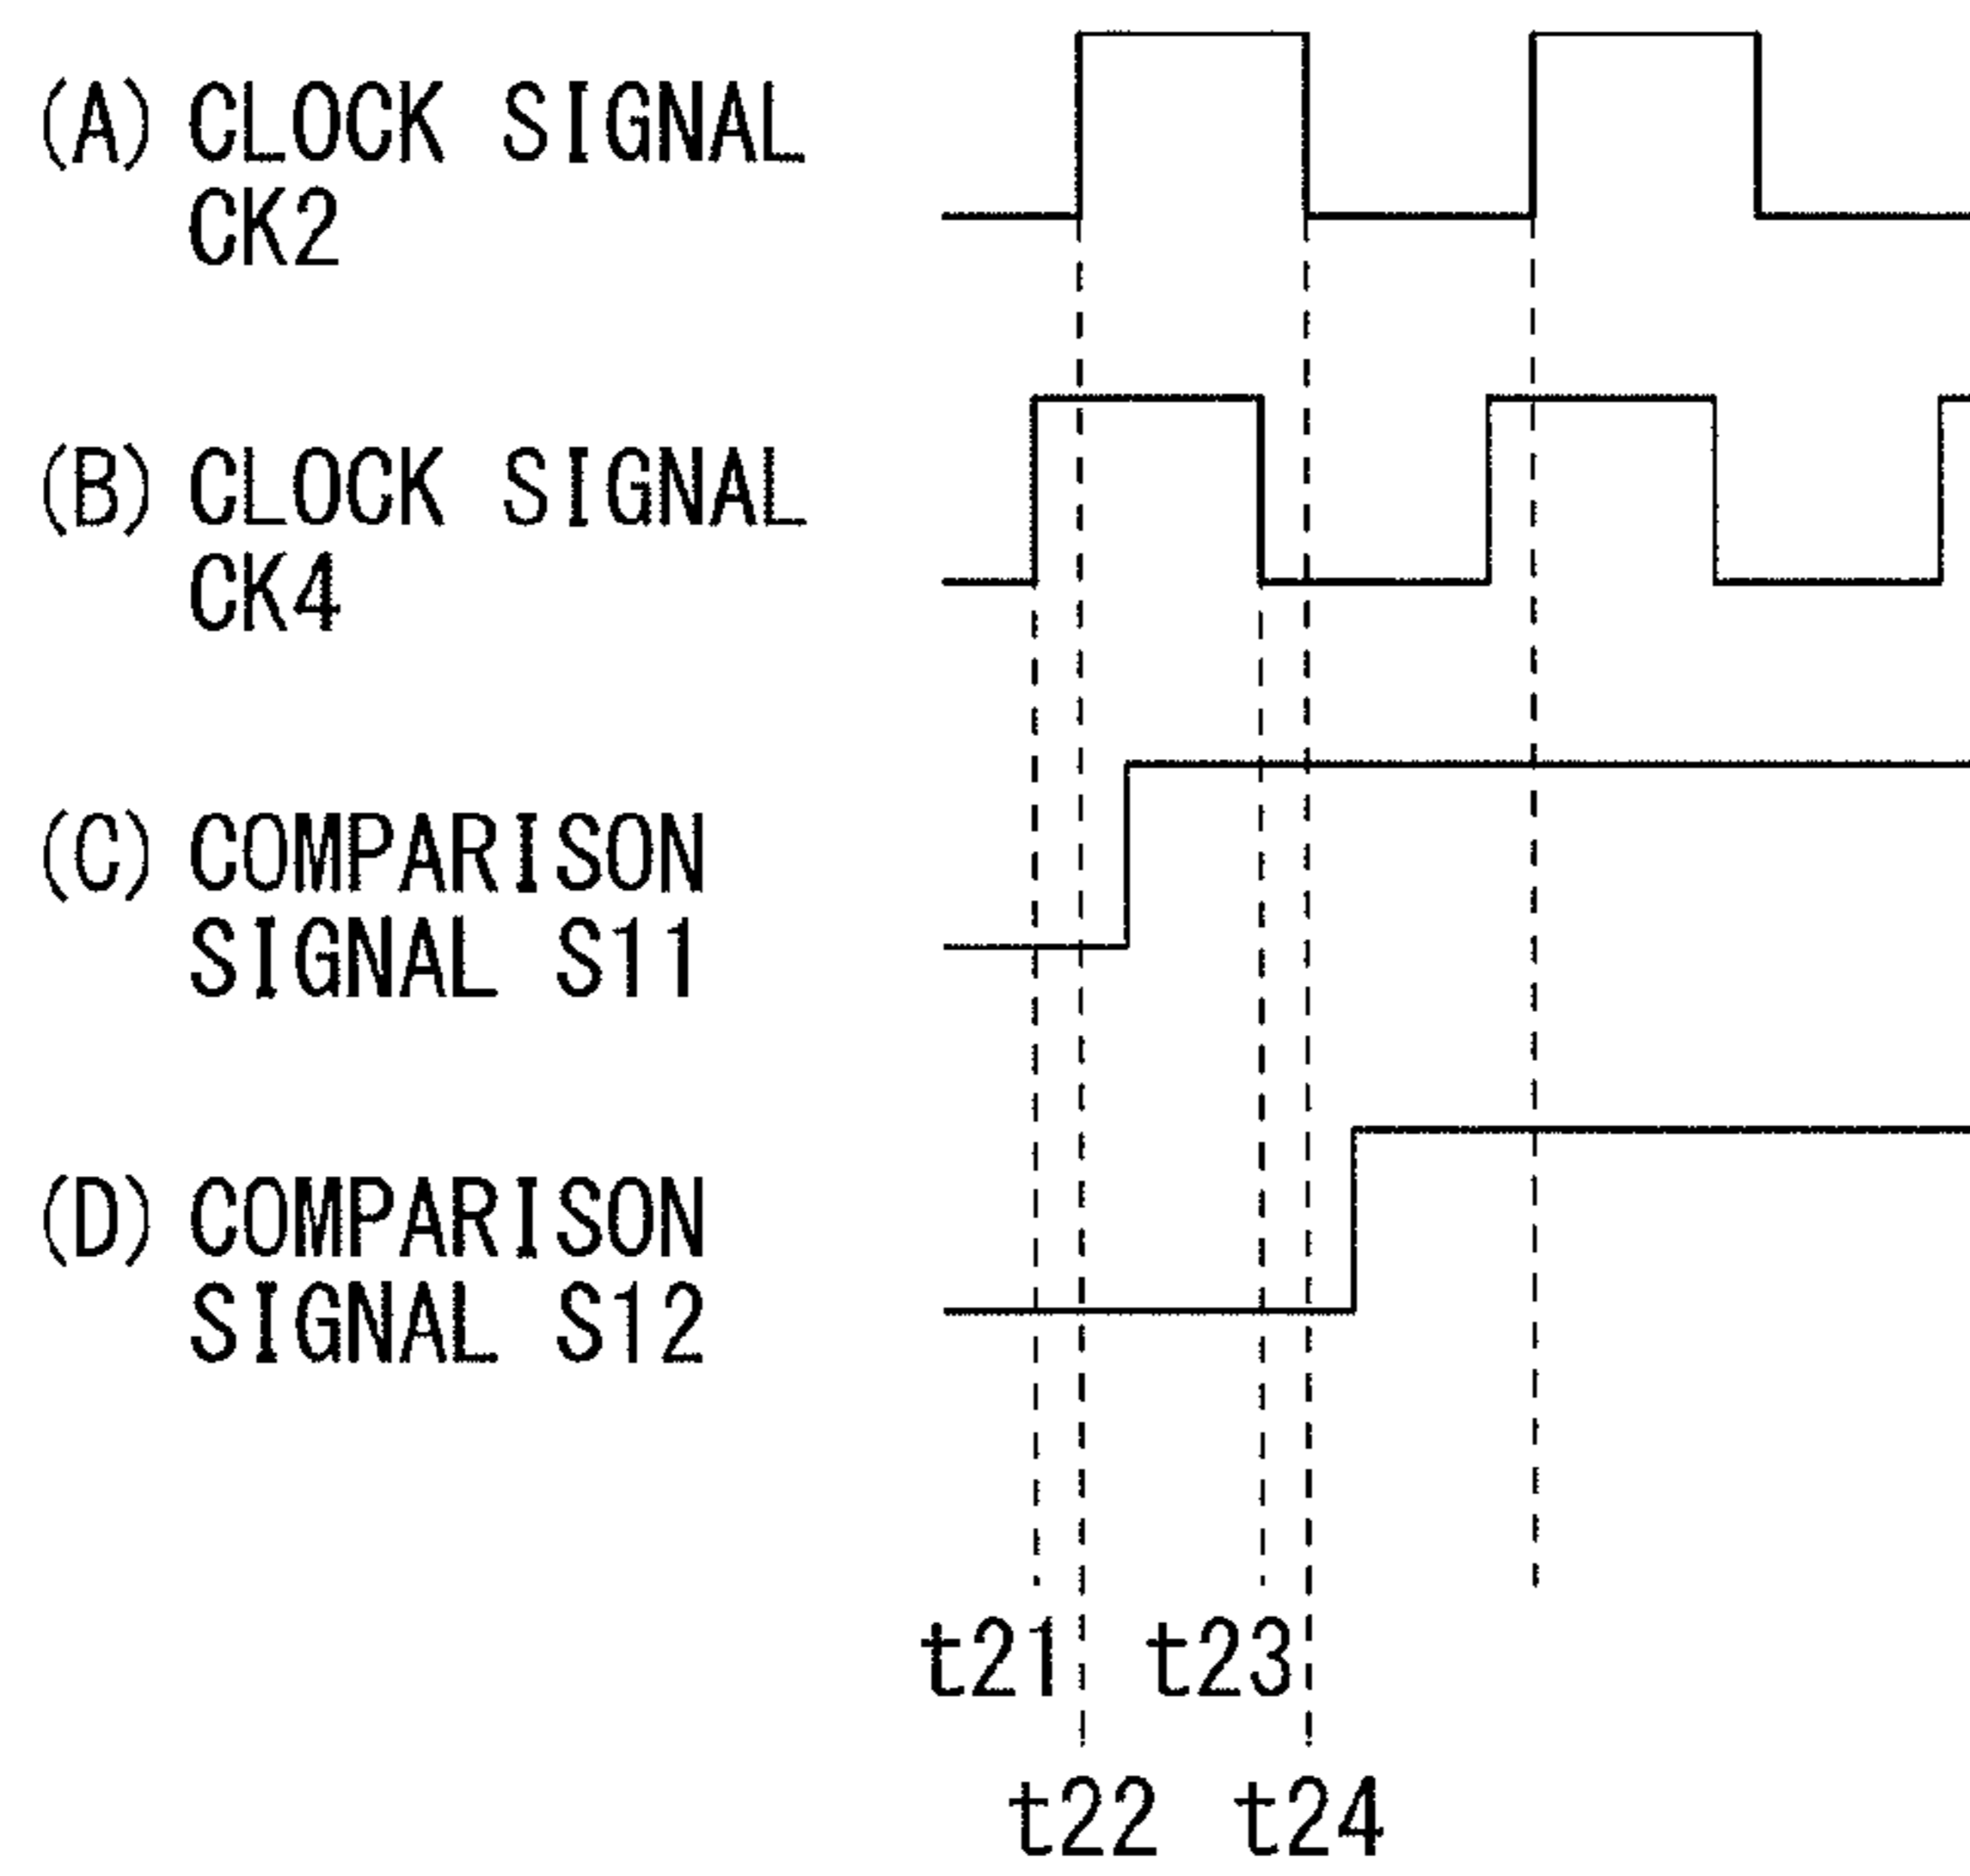 (A) CLOCK SIGNAL
CK2
(B) CLOCK SIGNAL
CK4
(C) COMPARISON
SIGNAL S11
(D) COMPARISON
SIGNAL S12
t21 t23
t22 t24